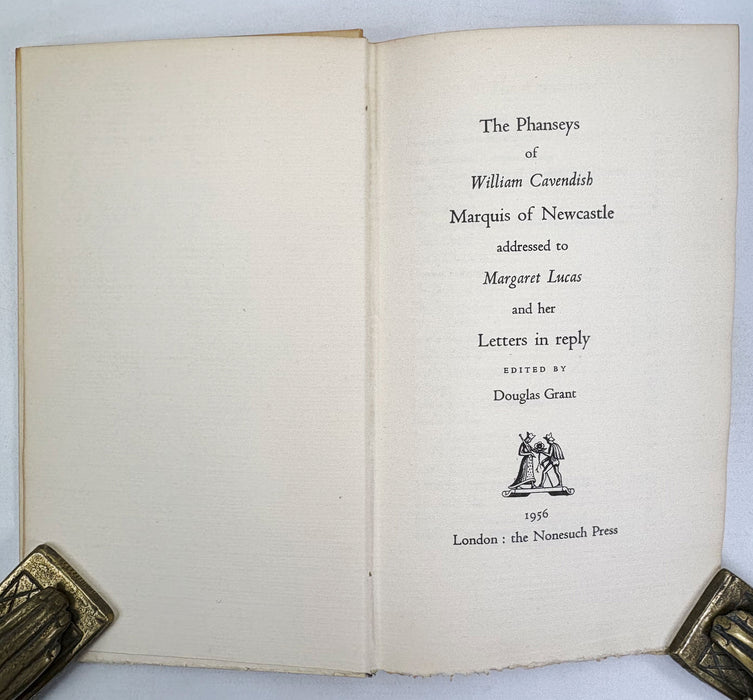 The Phanseys
of
William Cavendish
Marquis of Newcastle
addressed to
Margaret Lucas
and her
Letters in reply
EDITED BY
Douglas Grant
1956
London : the Nonesuch Press